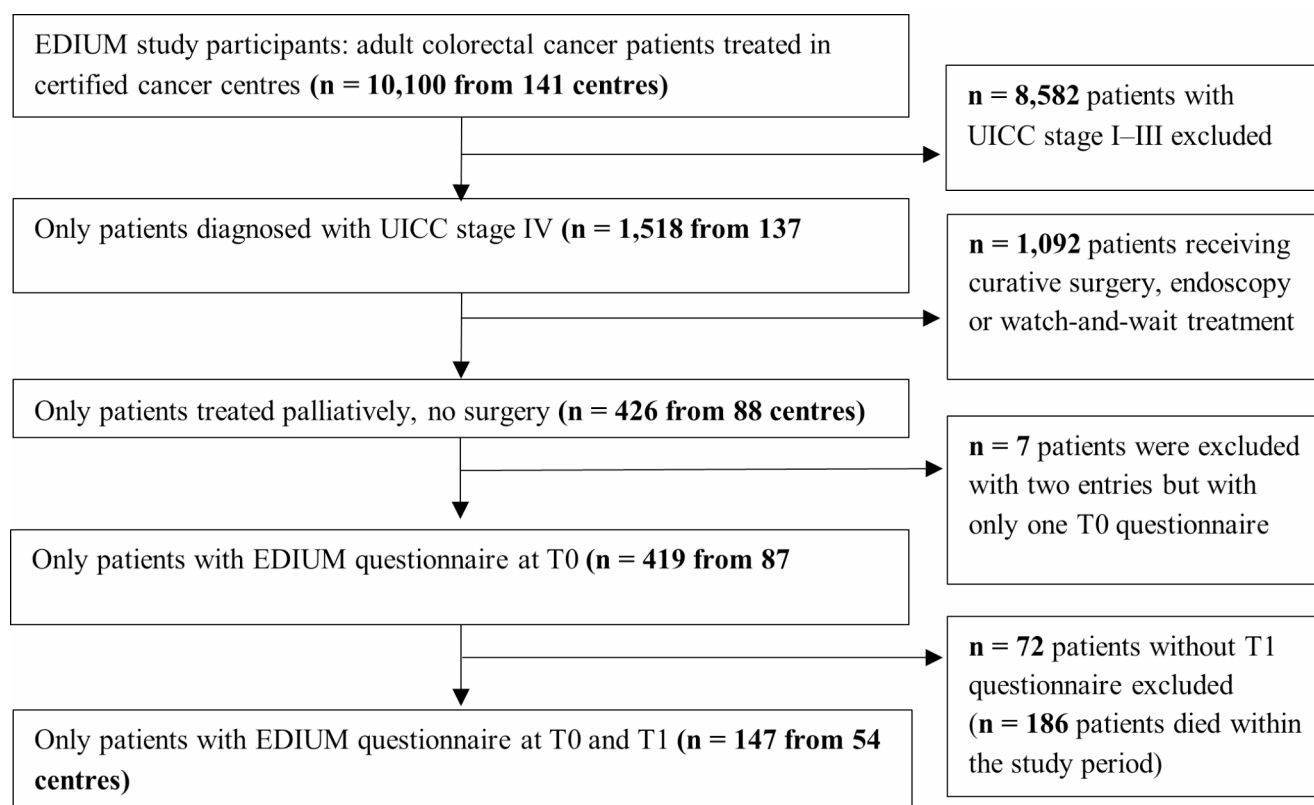 EDIUM study participants: adult colorectal cancer patients treated in
certified cancer centres (n = 10,100 from 141 centres)
n = 8,582 patients with
UICC stage I–III excluded
Only patients diagnosed with UICC stage IV (n = 1,518 from 137
n = 1,092 patients receiving
curative surgery, endoscopy
or watch-and-wait treatment
Only patients treated palliatively, no surgery (n = 426 from 88 centres)
n = 7 patients were excluded
with two entries but with
only one T0 questionnaire
Only patients with EDIUM questionnaire at T0 (n = 419 from 87
n = 72 patients without T1
questionnaire excluded
(n = 186 patients died within
the study period)
Only patients with EDIUM questionnaire at T0 and T1 (n = 147 from 54
centres)